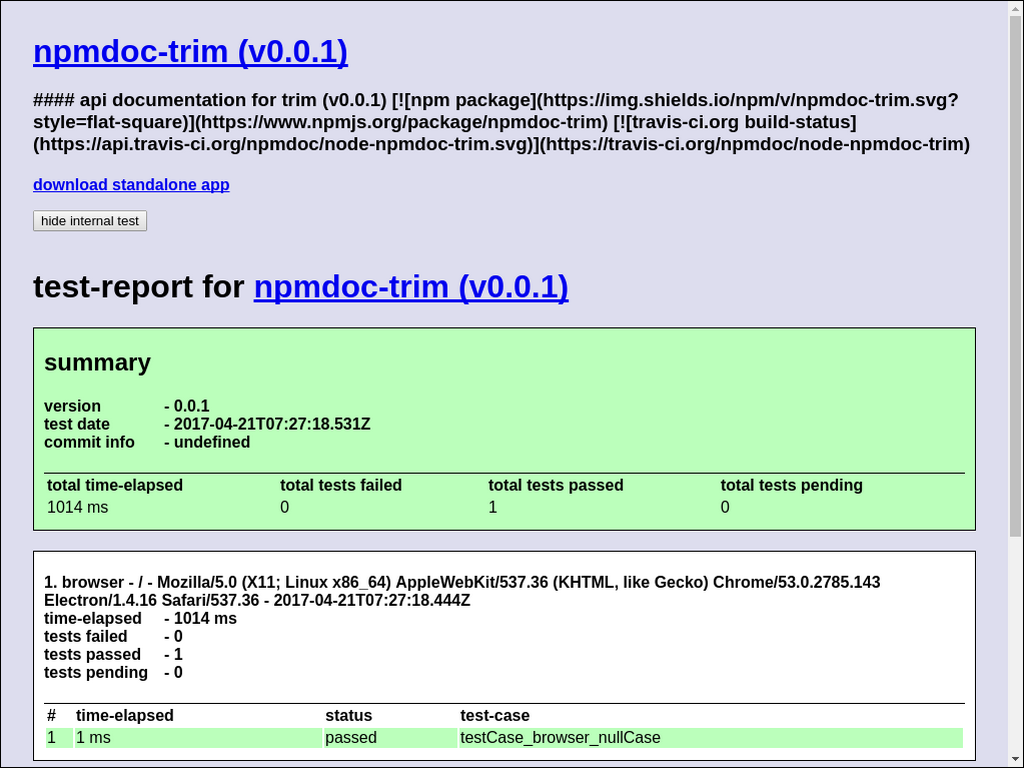 npmdoc-trim (v0.0.1)
#### api documentation for trim (v0.0.1) [![npm package](https://img.shields.io/npm/v/npmdoc-trim.svg?
style=flat-square)](https://www.npmjs.org/package/npmdoc-trim) [![travis-ci.org build-status]
(https://api.travis-ci.org/npmdoc/node-npmdoc-trim.svg)](https://travis-ci.org/npmdoc/node-npmdoc-trim)
download standalone app
hide internal test
test-report for npmdoc-trim (v0.0.1)
summary
version - 0.0.1
test date - 2017-04-21T07:27:18.531Z
commit info - undefined
total time-elapsed total tests failed total tests passed total tests pending
1014 ms 0 1 0
1. browser - / - Mozilla/5.0 (X11; Linux x86_64) AppleWebKit/537.36 (KHTML, like Gecko) Chrome/53.0.2785.143
Electron/1.4.16 Safari/537.36 - 2017-04-21T07:27:18.444Z
time-elapsed - 1014 ms
tests failed - 0
tests passed - 1
tests pending - 0
# time-elapsed status test-case
1 1 ms passed testCase_browser_nullCase